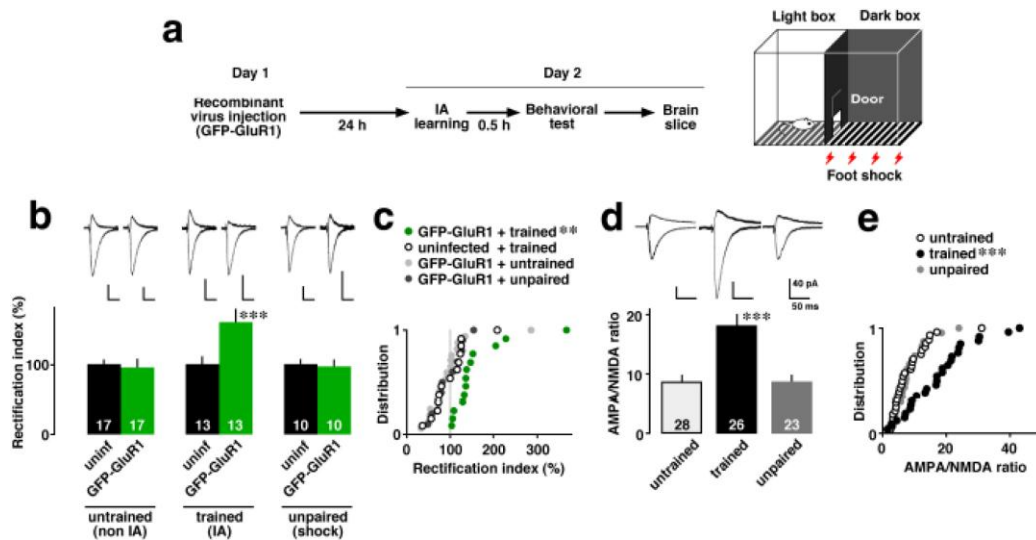 a
Day 1
Day 2
Recombinant
virus injection
(GFP-GluR1)
24 h
IA
learning
0.5 h
Behavioral
test
Brain
slice
Light box
Dark box
Door
Foot shock
b
Rectification index (%)
100
0
***
17
17
13
13
10
10
uninf
GFP-GluR1
uninf
GFP-GluR1
uninf
GFP-GluR1
untrained
(non IA)
trained
(IA)
unpaired
(shock)
c
GFP-GluR1 + trained**
uninfected + trained
GFP-GluR1 + untrained
GFP-GluR1 + unpaired
Distribution
1
0
0
100
200
300
Rectification index (%)
d
40 pA
50 ms
AMPA/NMDA ratio
20
10
0
***
28
26
23
untrained
trained
unpaired
e
untrained
trained***
unpaired
Distribution
1
0
0
20
40
AMPA/NMDA ratio